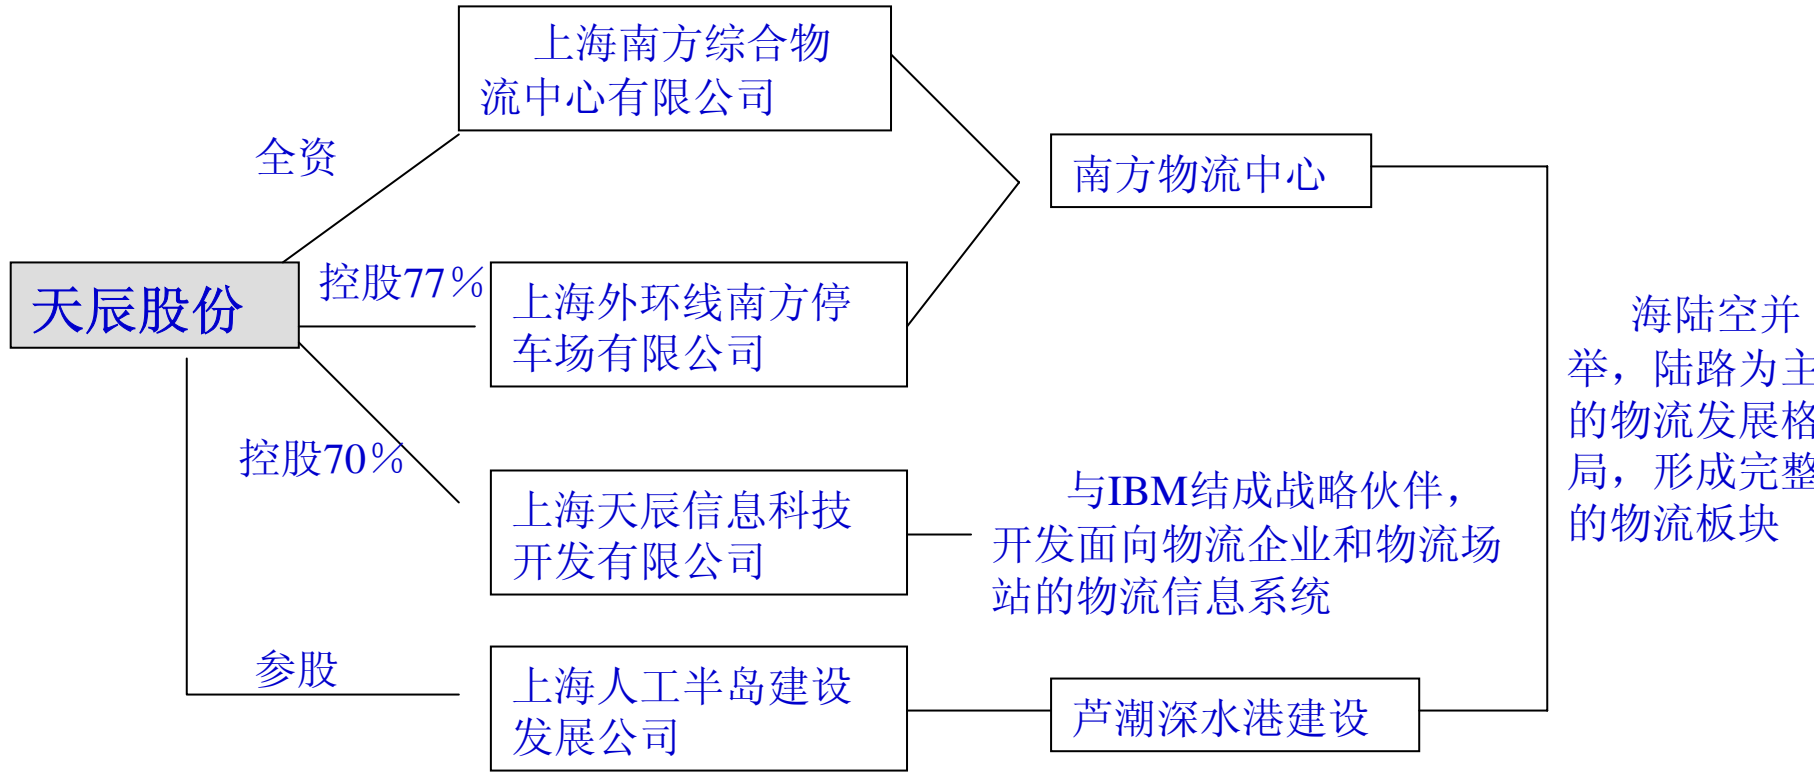 上海南方综合物
流中心有限公司
全资
南方物流中心
天辰股份
控股77％
上海外环线南方停
车场有限公司
海陆空并
举，陆路为主
的物流发展格
局，形成完整
的物流板块
控股70％
上海天辰信息科技
开发有限公司
与IBM结成战略伙伴，
开发面向物流企业和物流场
站的物流信息系统
参股
上海人工半岛建设
发展公司
芦潮深水港建设